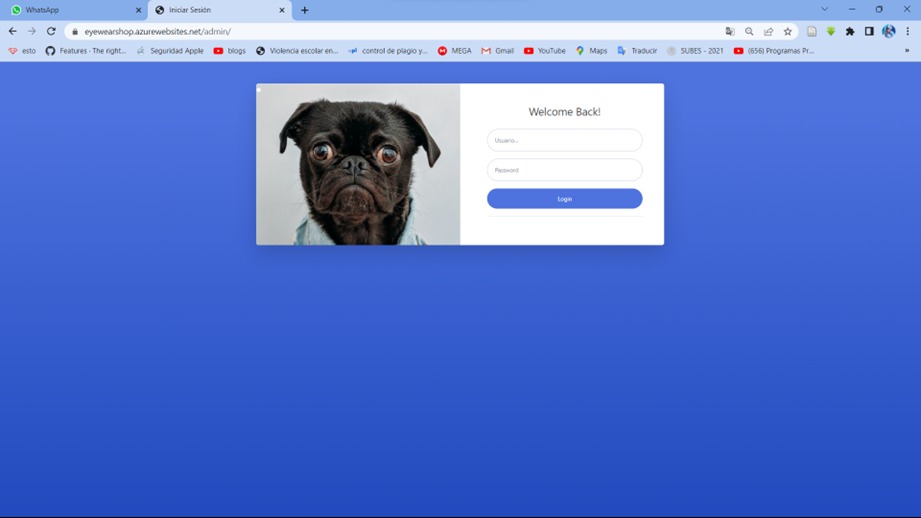 WhatsApp
Iniciar Sesión
eyewearshop.azurewebsites.net/admin/
esto
Features · The right...
Seguridad Apple
blogs
Violencia escolar en...
control de plagio y...
MEGA
Gmail
YouTube
Maps
Traducir
SUBES - 2021
(656) Programas Pr...
»
Welcome Back!
Usuario...
Password
Login